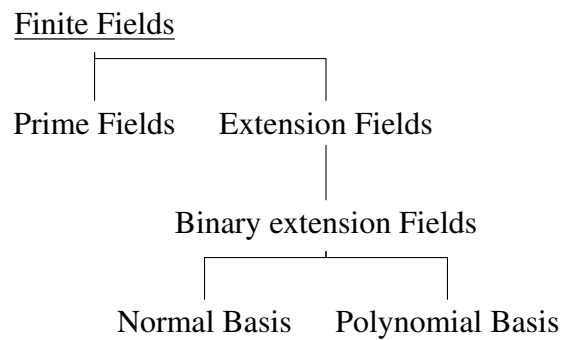 Finite Fields
Prime Fields Extension Fields
Binary extension Fields
Normal Basis Polynomial Basis